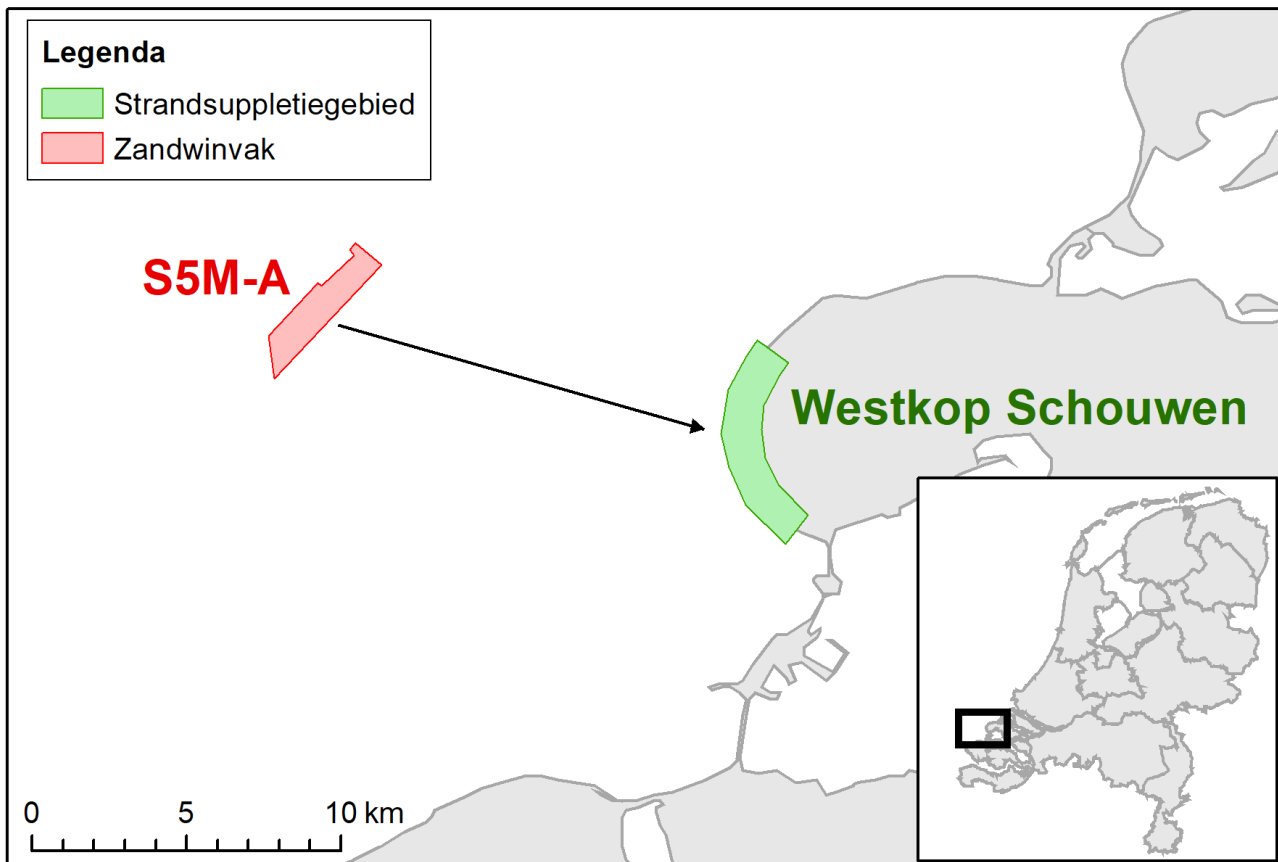 Legenda
Strandsuppletiegebied
Zandwinvak
S5M-A
Westkop Schouwen
0 5 10 km